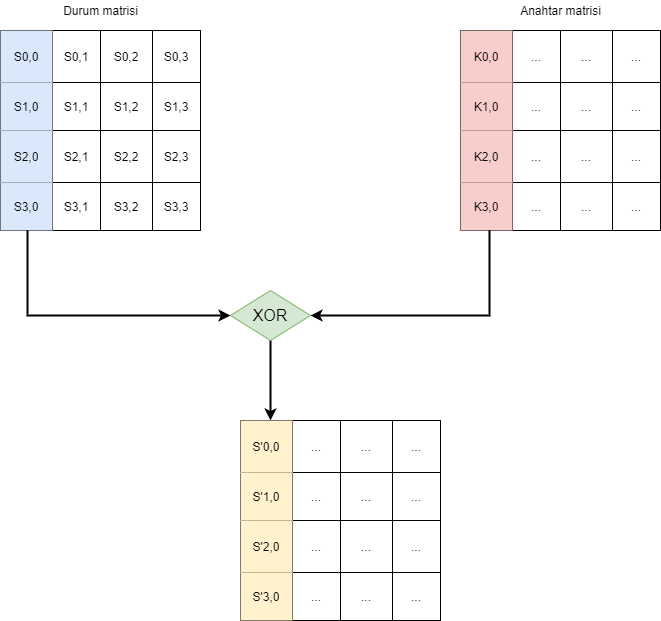 Durum matrisi
Anahtar matrisi
S0,0 S0,1 S0,2 S0,3
S1,0 S1,1 S1,2 S1,3
S2,0 S2,1 S2,2 S2,3
S3,0 S3,1 S3,2 S3,3
K0,0 ... ... ...
K1,0 ... ... ...
K2,0 ... ... ...
K3,0 ... ... ...
XOR
S'0,0 ... ... ...
S'1,0 ... ... ...
S'2,0 ... ... ...
S'3,0 ... ... ...